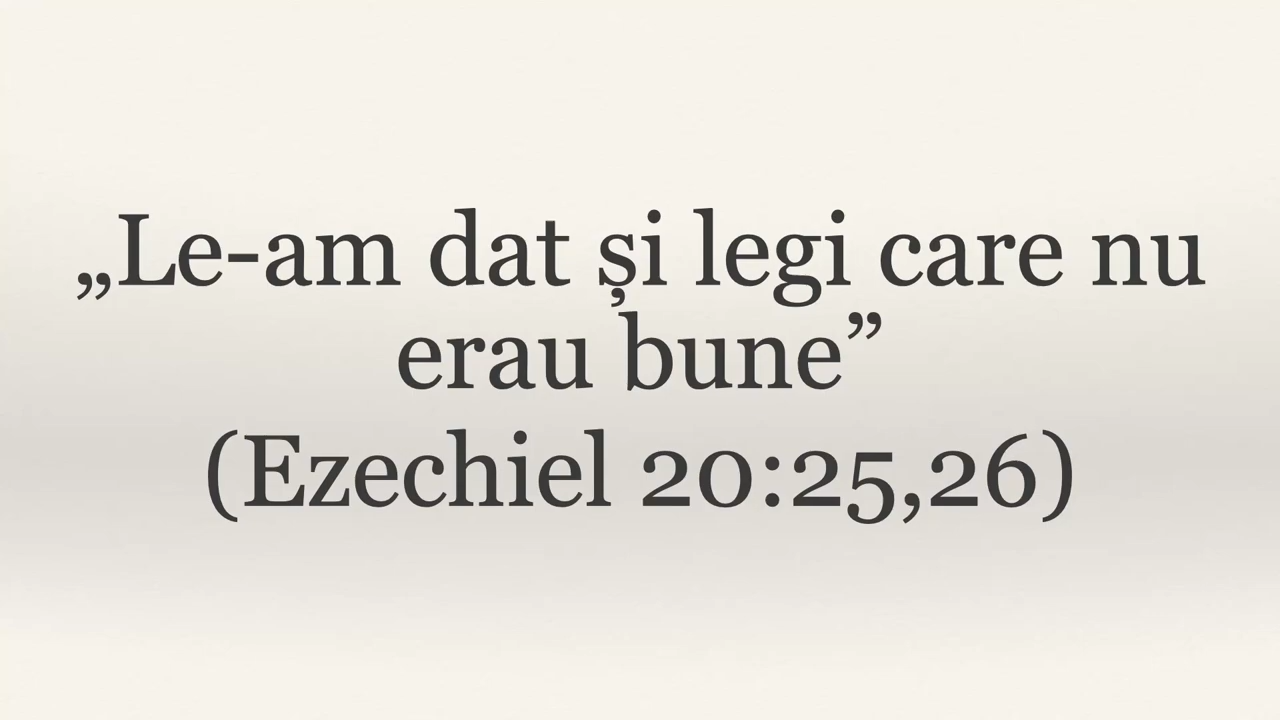 „Le-am dat și legi care nu
erau bune”
(Ezechiel 20:25,26)